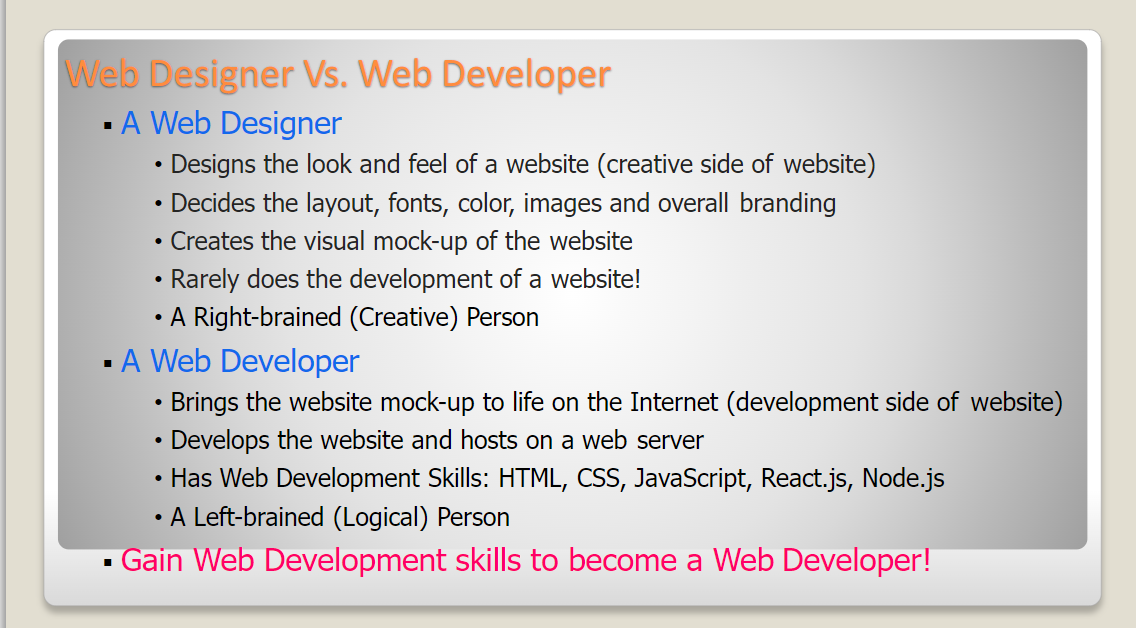 Web Designer Vs. Web Developer
▪ A Web Designer
• Designs the look and feel of a website (creative side of website)
• Decides the layout, fonts, color, images and overall branding
• Creates the visual mock-up of the website
• Rarely does the development of a website!
• A Right-brained (Creative) Person
▪ A Web Developer
• Brings the website mock-up to life on the Internet (development side of website)
• Develops the website and hosts on a web server
• Has Web Development Skills: HTML, CSS, JavaScript, React.js, Node.js
• A Left-brained (Logical) Person
▪ Gain Web Development skills to become a Web Developer!